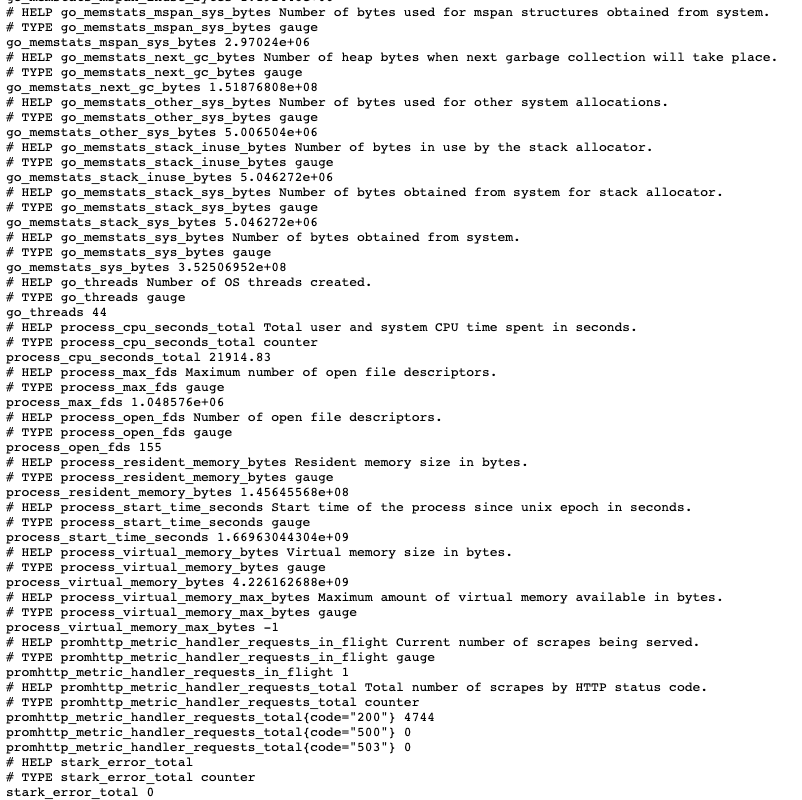 # HELP go_memstats_mspan_sys_bytes Number of bytes used for mspan structures obtained from system.
# TYPE go_memstats_mspan_sys_bytes gauge
go_memstats_mspan_sys_bytes 2.97024e+06
# HELP go_memstats_next_gc_bytes Number of heap bytes when next garbage collection will take place.
# TYPE go_memstats_next_gc_bytes gauge
go_memstats_next_gc_bytes 1.51876808e+08
# HELP go_memstats_other_sys_bytes Number of bytes used for other system allocations.
# TYPE go_memstats_other_sys_bytes gauge
go_memstats_other_sys_bytes 5.006504e+06
# HELP go_memstats_stack_inuse_bytes Number of bytes in use by the stack allocator.
# TYPE go_memstats_stack_inuse_bytes gauge
go_memstats_stack_inuse_bytes 5.046272e+06
# HELP go_memstats_stack_sys_bytes Number of bytes obtained from system for stack allocator.
# TYPE go_memstats_stack_sys_bytes gauge
go_memstats_stack_sys_bytes 5.046272e+06
# HELP go_memstats_sys_bytes Number of bytes obtained from system.
# TYPE go_memstats_sys_bytes gauge
go_memstats_sys_bytes 3.52506952e+08
# HELP go_threads Number of OS threads created.
# TYPE go_threads gauge
go_threads 44
# HELP process_cpu_seconds_total Total user and system CPU time spent in seconds.
# TYPE process_cpu_seconds_total counter
process_cpu_seconds_total 21914.83
# HELP process_max_fds Maximum number of open file descriptors.
# TYPE process_max_fds gauge
process_max_fds 1.048576e+06
# HELP process_open_fds Number of open file descriptors.
# TYPE process_open_fds gauge
process_open_fds 155
# HELP process_resident_memory_bytes Resident memory size in bytes.
# TYPE process_resident_memory_bytes gauge
process_resident_memory_bytes 1.45645568e+08
# HELP process_start_time_seconds Start time of the process since unix epoch in seconds.
# TYPE process_start_time_seconds gauge
process_start_time_seconds 1.66963044304e+09
# HELP process_virtual_memory_bytes Virtual memory size in bytes.
# TYPE process_virtual_memory_bytes gauge
process_virtual_memory_bytes 4.226162688e+09
# HELP process_virtual_memory_max_bytes Maximum amount of virtual memory available in bytes.
# TYPE process_virtual_memory_max_bytes gauge
process_virtual_memory_max_bytes -1
# HELP promhttp_metric_handler_requests_in_flight Current number of scrapes being served.
# TYPE promhttp_metric_handler_requests_in_flight gauge
promhttp_metric_handler_requests_in_flight 1
# HELP promhttp_metric_handler_requests_total Total number of scrapes by HTTP status code.
# TYPE promhttp_metric_handler_requests_total counter
promhttp_metric_handler_requests_total{code="200"} 4744
promhttp_metric_handler_requests_total{code="500"} 0
promhttp_metric_handler_requests_total{code="503"} 0
# HELP stark_error_total
# TYPE stark_error_total counter
stark_error_total 0